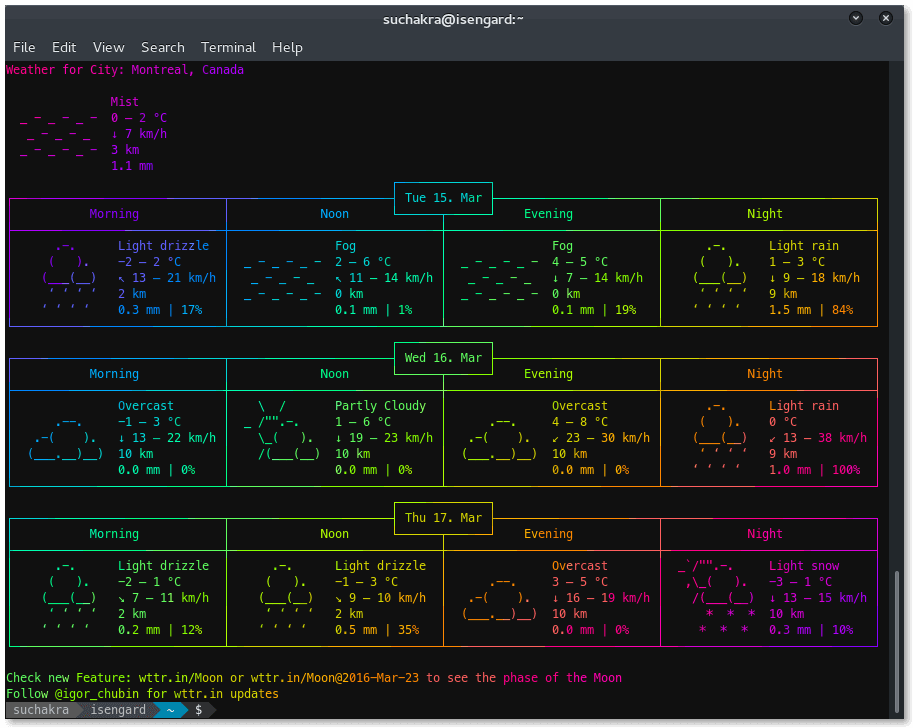 suchakra@isengard:~
File Edit View Search Terminal Help
Weather for City: Montreal, Canada
Mist
0 – 2 °C
↓ 7 km/h
3 km
1.1 mm
Tue 15. Mar
Morning Noon Evening Night
Light drizzle Fog Fog Light rain
−2 – 2 °C 2 – 6 °C 4 – 5 °C 1 – 3 °C
↖ 13 – 21 km/h ↖ 11 – 14 km/h ↓ 7 – 14 km/h ↓ 9 – 18 km/h
2 km 0 km 0 km 9 km
0.3 mm | 17% 0.1 mm | 1% 0.1 mm | 19% 1.5 mm | 84%
Wed 16. Mar
Morning Noon Evening Night
Overcast Partly Cloudy Overcast Light rain
−1 – 3 °C 1 – 6 °C 4 – 8 °C 0 °C
↓ 13 – 22 km/h ↓ 19 – 23 km/h ↙ 23 – 30 km/h ↙ 13 – 38 km/h
10 km 10 km 10 km 9 km
0.0 mm | 0% 0.0 mm | 0% 0.0 mm | 0% 1.0 mm | 100%
Thu 17. Mar
Morning Noon Evening Night
Light drizzle Light drizzle Overcast Light snow
−2 – 1 °C −1 – 3 °C 3 – 5 °C −3 – 1 °C
↘ 7 – 11 km/h ↘ 9 – 10 km/h ↓ 16 – 19 km/h ↓ 13 – 15 km/h
2 km 2 km 10 km 10 km
0.2 mm | 12% 0.5 mm | 35% 0.0 mm | 0% 0.3 mm | 10%
Check new Feature: wttr.in/Moon or wttr.in/Moon@2016-Mar-23 to see the phase of the Moon
Follow @igor_chubin for wttr.in updates
suchakra isengard ~ $